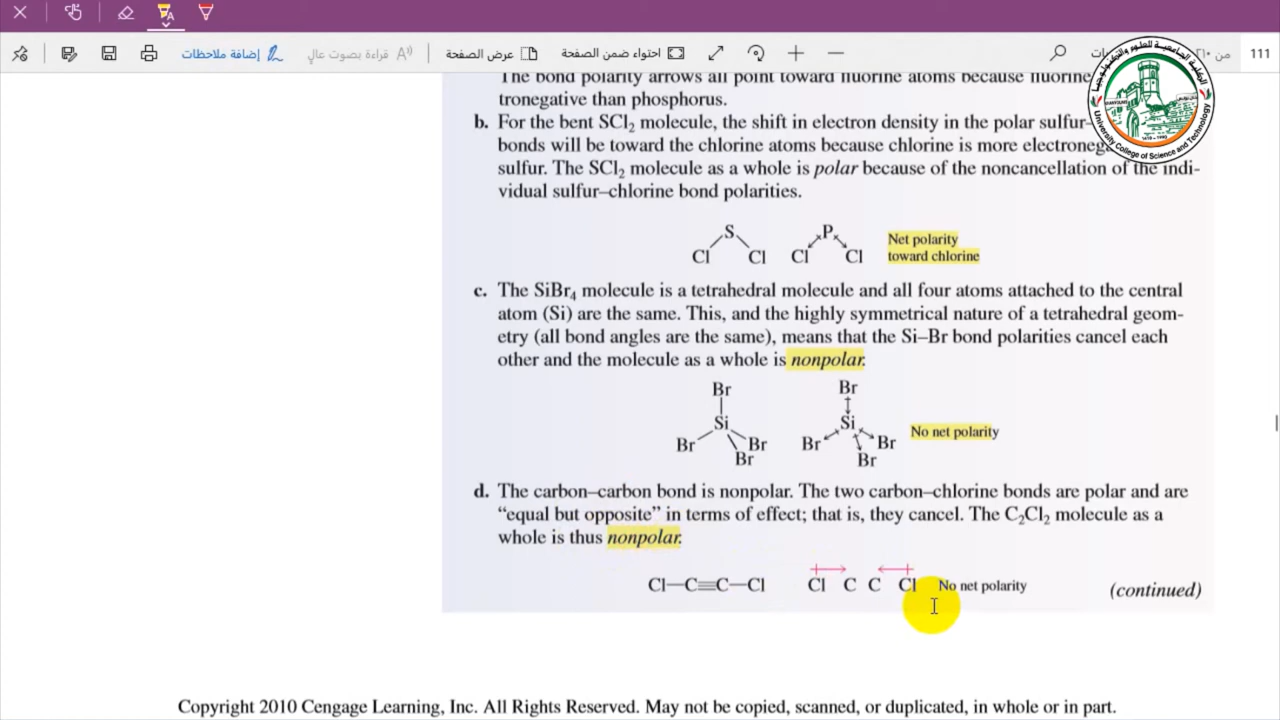 إضافة ملاحظات
قراءة بصوت عالٍ
عرض الصفحة
احتواء ضمن الصفحة
من
111
The bond polarity arrows all point toward fluorine atoms because fluorine
tronegative than phosphorus.
b. For the bent SCl₂ molecule, the shift in electron density in the polar sulfur–
bonds will be toward the chlorine atoms because chlorine is more electroneg
sulfur. The SCl₂ molecule as a whole is polar because of the noncancellation of the indi-
vidual sulfur–chlorine bond polarities.
S P
Cl Cl Cl Cl
Net polarity
toward chlorine
c. The SiBr₄ molecule is a tetrahedral molecule and all four atoms attached to the central
atom (Si) are the same. This, and the highly symmetrical nature of a tetrahedral geom-
etry (all bond angles are the same), means that the Si–Br bond polarities cancel each
other and the molecule as a whole is nonpolar.
Br Br
Si Si
Br Br Br Br
Br Br
No net polarity
d. The carbon–carbon bond is nonpolar. The two carbon–chlorine bonds are polar and are
“equal but opposite” in terms of effect; that is, they cancel. The C₂Cl₂ molecule as a
whole is thus nonpolar.
Cl—C≡C—Cl Cl C C Cl No net polarity
(continued)
Copyright 2010 Cengage Learning, Inc. All Rights Reserved. May not be copied, scanned, or duplicated, in whole or in part.
University College of Science and Technology